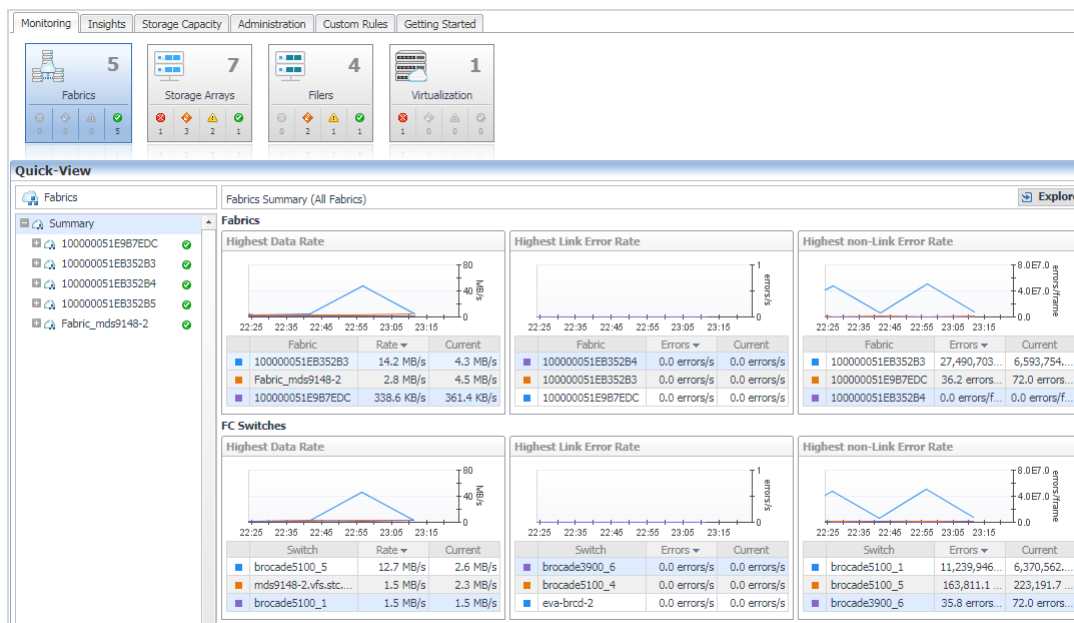 Monitoring Insights Storage Capacity Administration Custom Rules Getting Started
5 7 4 1
Fabrics Storage Arrays Filers Virtualization
0 0 0 5 1 3 2 1 0 2 1 1 1 0 0 0
Quick-View
Fabrics
Summary
100000051E9B7EDC
100000051EB352B3
100000051EB352B4
100000051EB352B5
Fabric_mds9148-2
Fabrics Summary (All Fabrics) Explore
Fabrics
Highest Data Rate
80
40
0
MB/s
22:25 22:35 22:45 22:55 23:05 23:15
Fabric Rate Current
100000051EB352B3 14.2 MB/s 4.3 MB/s
Fabric_mds9148-2 2.8 MB/s 4.5 MB/s
100000051E9B7EDC 338.6 KB/s 361.4 KB/s
Highest Link Error Rate
1
0
errors/s
22:25 22:35 22:45 22:55 23:05 23:15
Fabric Errors Current
100000051EB352B4 0.0 errors/s 0.0 errors/s
100000051EB352B3 0.0 errors/s 0.0 errors/s
100000051E9B7EDC 0.0 errors/s 0.0 errors/s
Highest non-Link Error Rate
8.0E7.0
4.0E7.0
0.0
errors/frame
22:25 22:35 22:45 22:55 23:05 23:15
Fabric Errors Current
100000051EB352B3 27,490,703... 6,593,754....
100000051E9B7EDC 36.2 errors... 72.0 errors...
100000051EB352B4 0.0 errors/f... 0.0 errors/f...
FC Switches
Highest Data Rate
80
40
0
MB/s
22:25 22:35 22:45 22:55 23:05 23:15
Switch Rate Current
brocade5100_5 12.7 MB/s 2.6 MB/s
mds9148-2.vfs.stc.... 1.5 MB/s 2.3 MB/s
brocade5100_1 1.5 MB/s 1.5 MB/s
Highest Link Error Rate
1
0
errors/s
22:25 22:35 22:45 22:55 23:05 23:15
Switch Errors Current
brocade3900_6 0.0 errors/s 0.0 errors/s
brocade5100_4 0.0 errors/s 0.0 errors/s
eva-brcd-2 0.0 errors/s 0.0 errors/s
Highest non-Link Error Rate
8.0E7.0
4.0E7.0
0.0
errors/frame
22:25 22:35 22:45 22:55 23:05 23:15
Switch Errors Current
brocade5100_1 11,239,946... 6,370,562....
brocade5100_5 163,811.1 ... 223,191.7 ...
brocade3900_6 35.8 errors... 72.0 errors...